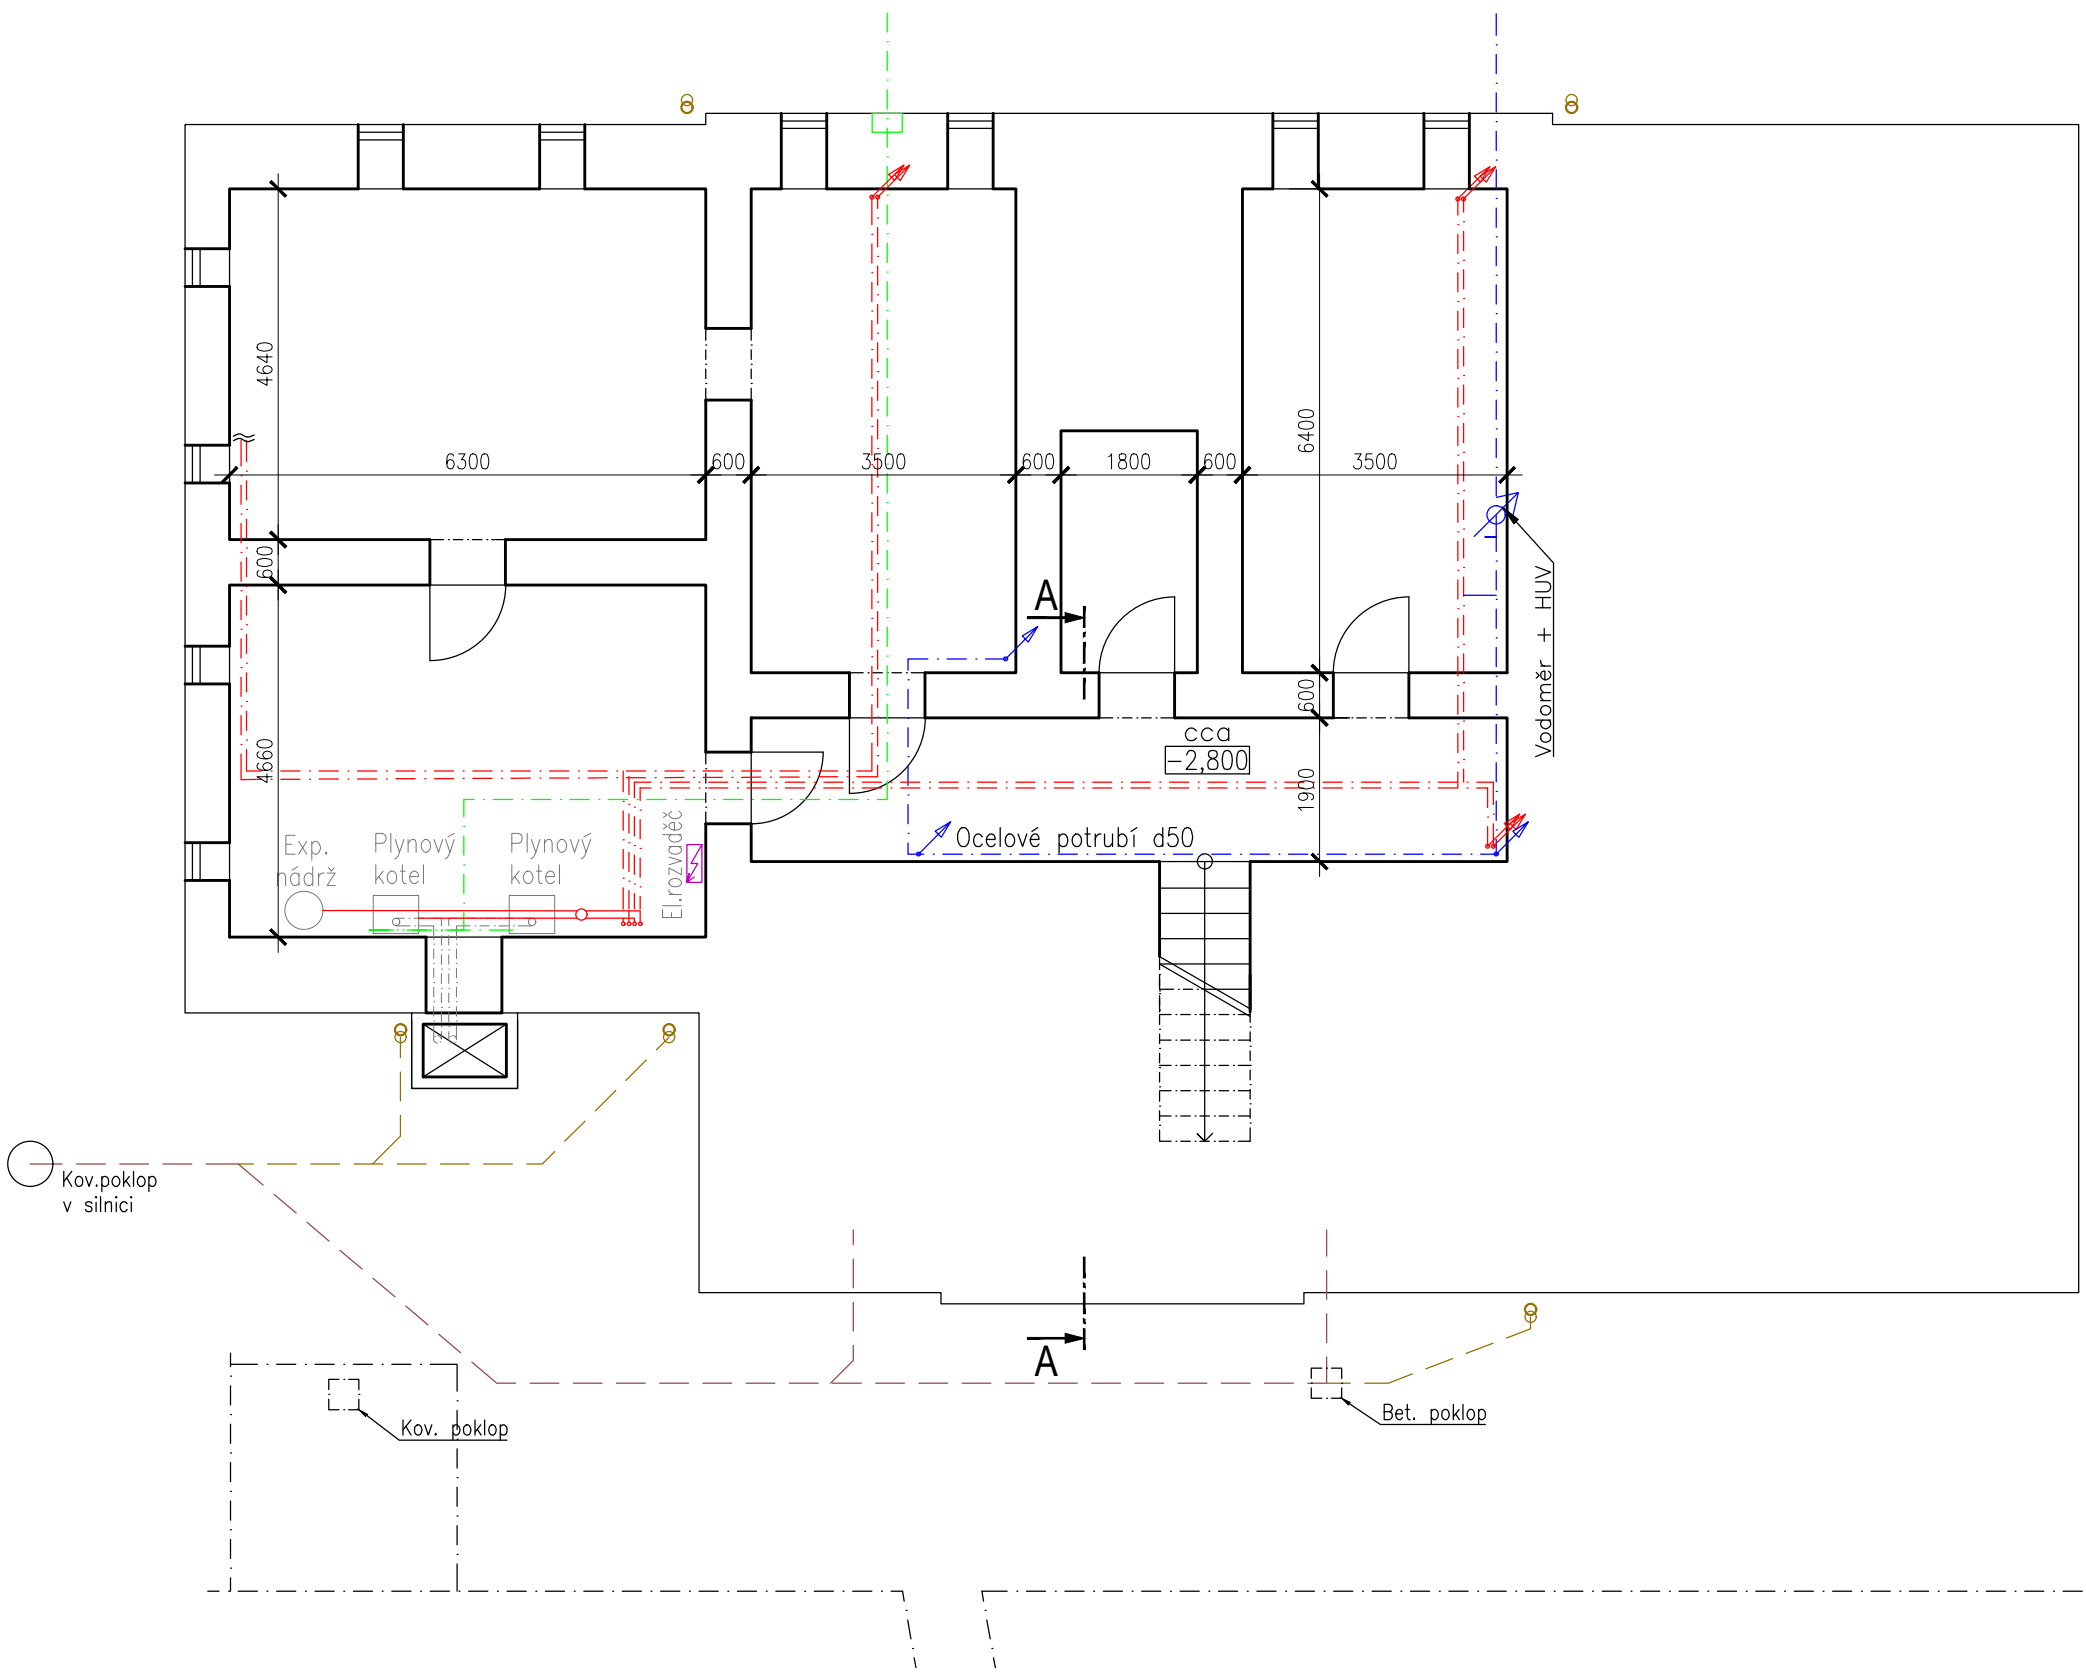 4640
6300
600
3500
600
1800
600
6400
3500
600
A
Vodoměr + HUV
600
cca
-2,800
4660
1900
Exp.
nádrž
Plynový
kotel
Plynový
kotel
El.rozvaděč
Ocelové potrubí d50
Kov.poklop
v silnici
A
Kov. poklop
Bet. poklop